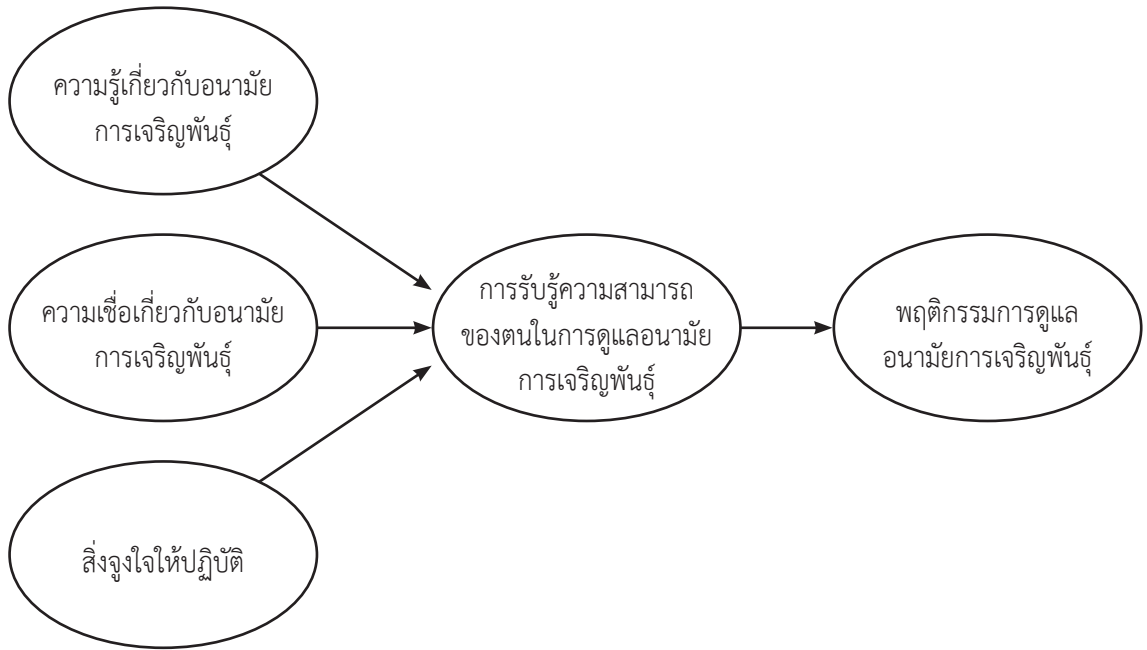 ความรู้เกี่ยวกับอนามัย
การเจริญพันธุ์
ความเชื่อเกี่ยวกับอนามัย
การเจริญพันธุ์
สิ่งจูงใจให้ปฏิบัติ
การรับรู้ความสามารถ
ของตนในการดูแลอนามัย
การเจริญพันธุ์
พฤติกรรมการดูแล
อนามัยการเจริญพันธุ์